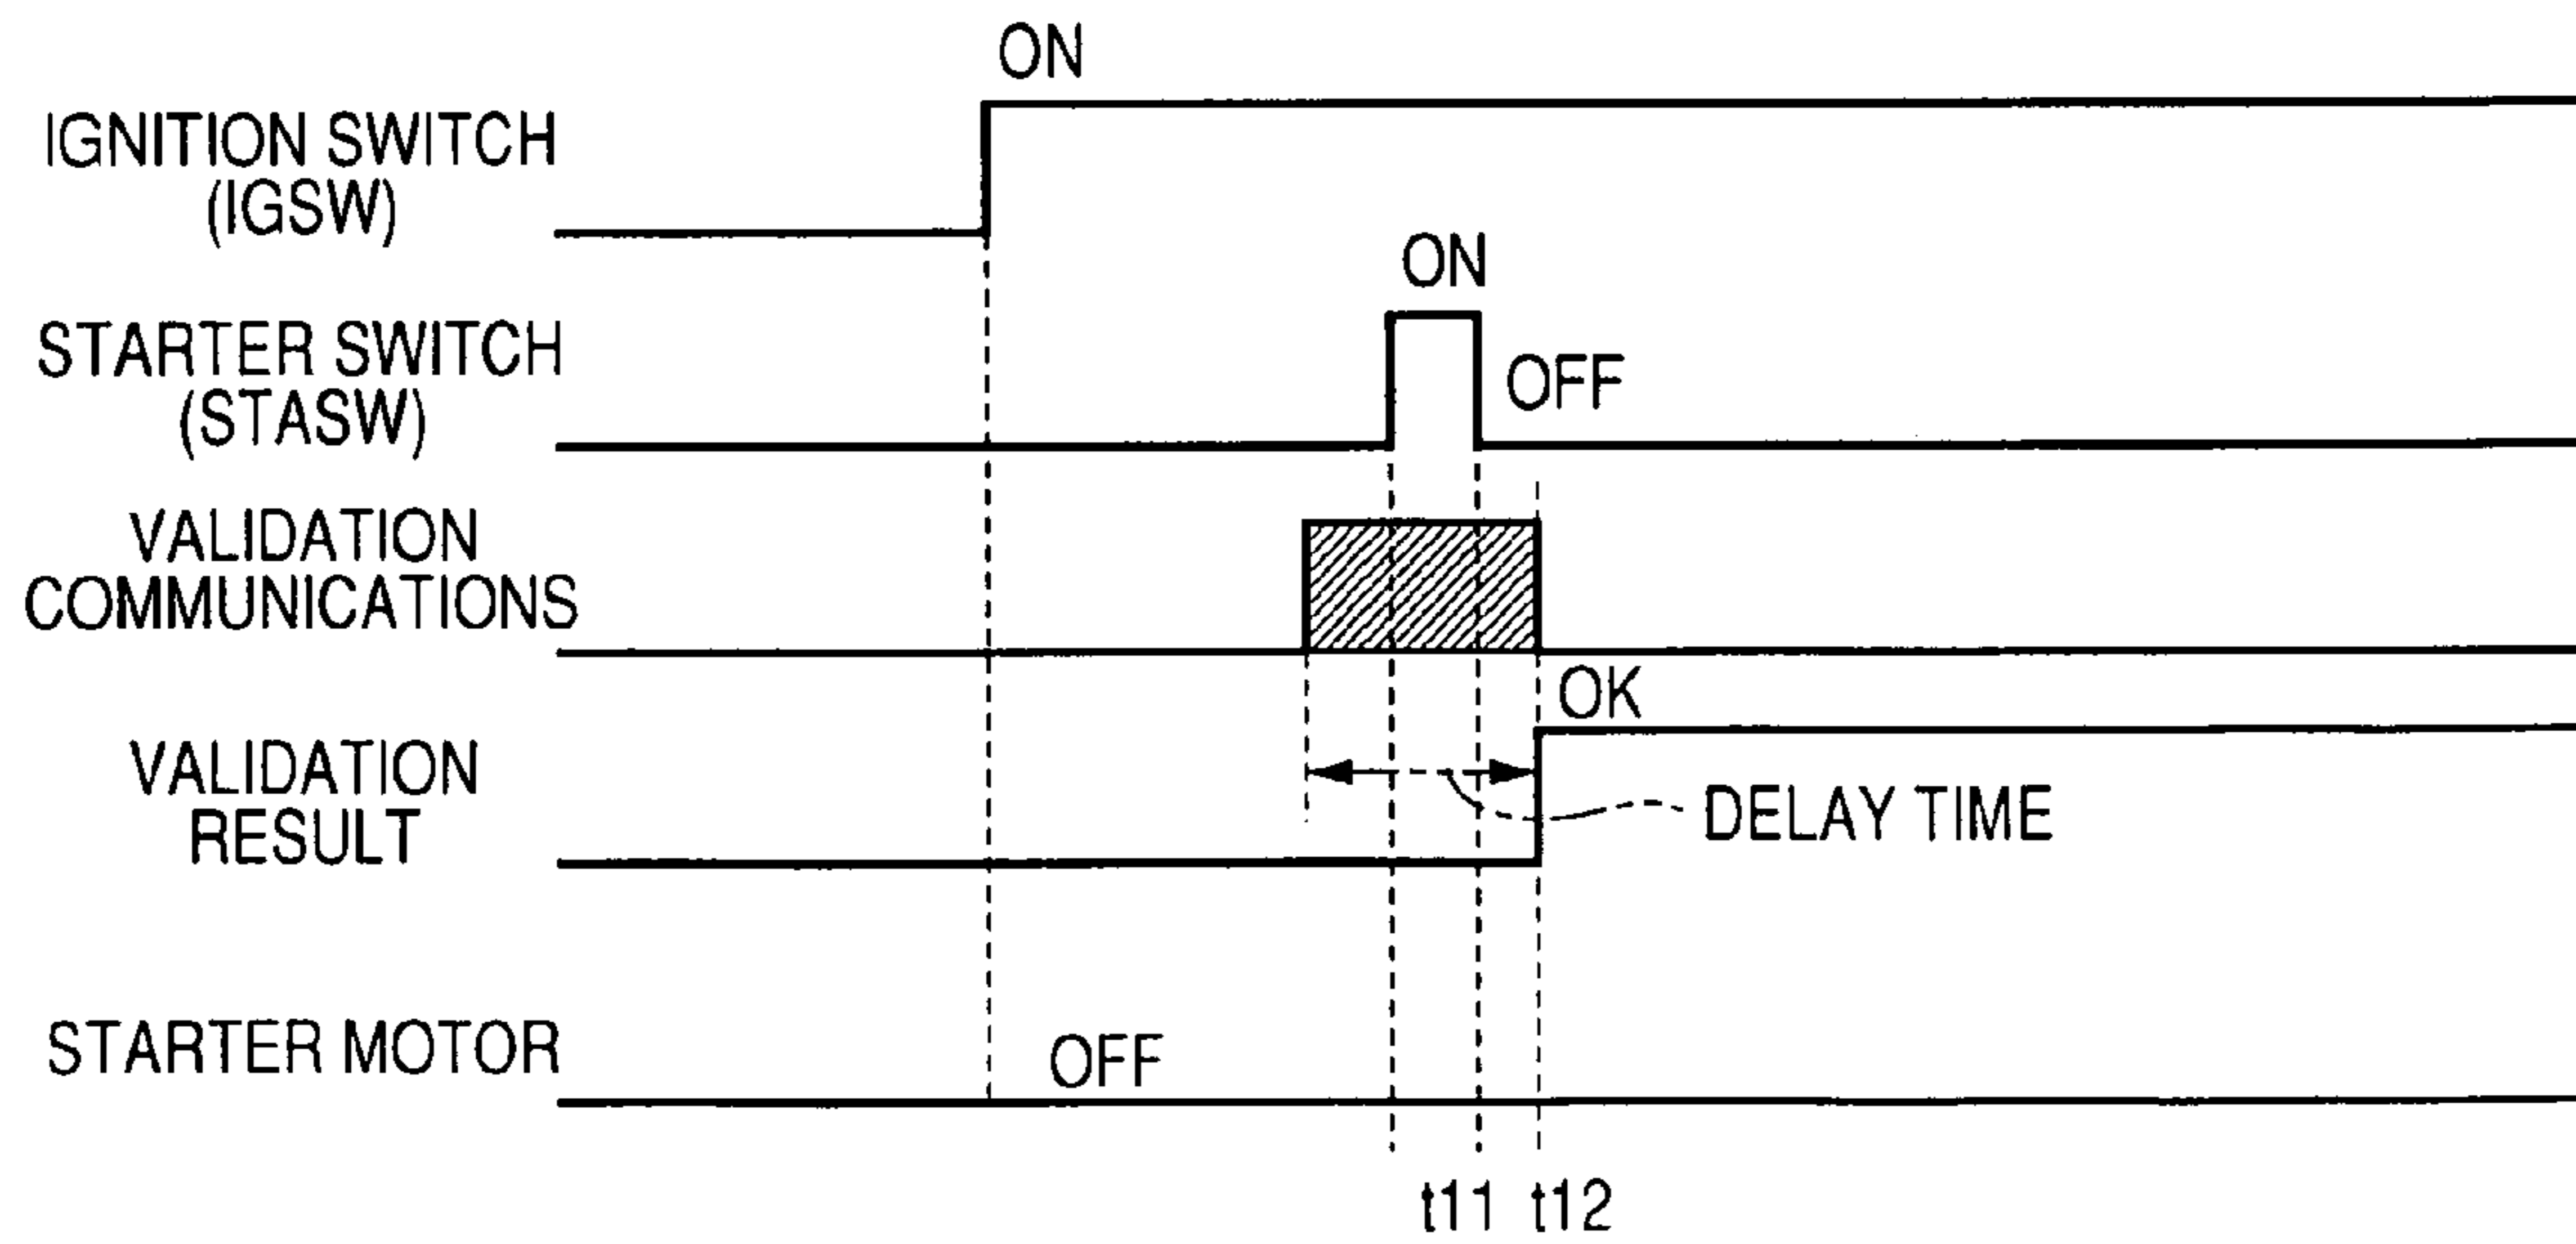 ON
IGNITION SWITCH
(IGSW)
ON
STARTER SWITCH
(STASW)
OFF
VALIDATION
COMMUNICATIONS
OK
VALIDATION
RESULT
DELAY TIME
STARTER MOTOR
OFF
t11 t12